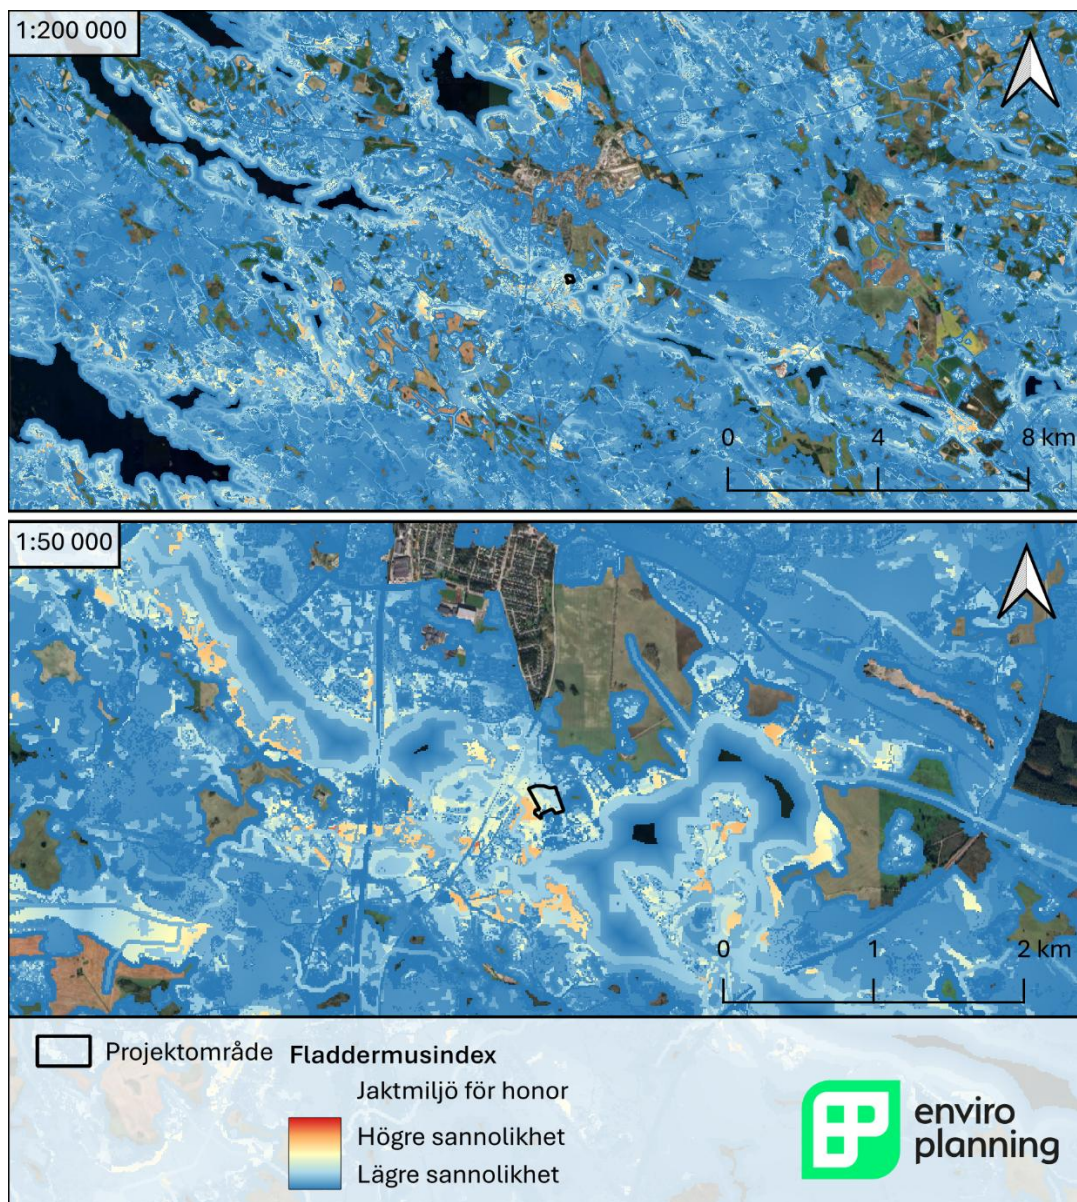 1:200 000
0 4 8 km
1:50 000
0 1 2 km
Projektområde Fladdermusindex
Jaktmiljö för honor
Högre sannolikhet
Lägre sannolikhet
enviro
planning